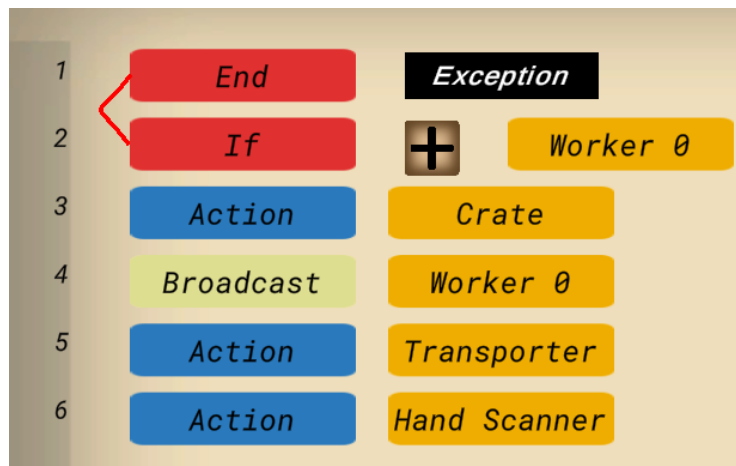 1 End Exception
2 If + Worker 0
3 Action Crate
4 Broadcast Worker 0
5 Action Transporter
6 Action Hand Scanner